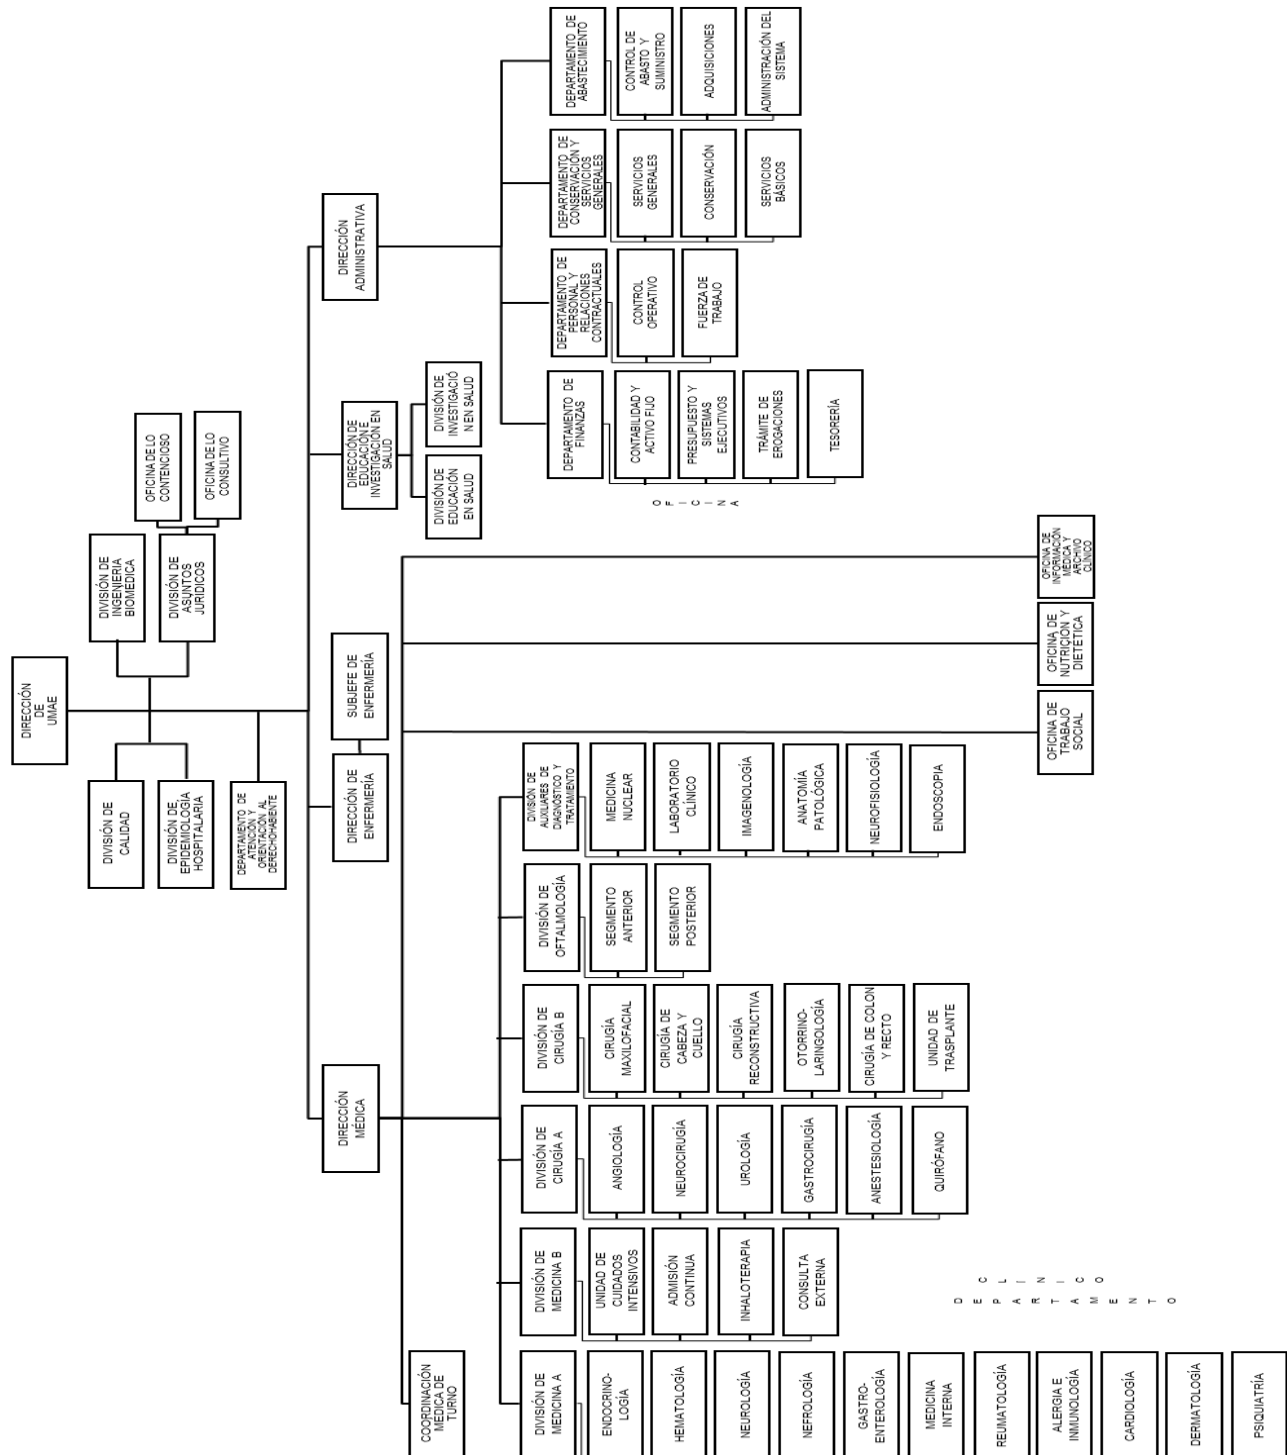 DIRECCIÓN
DE
UMAE
DIVISIÓN DE
CALIDAD
DIVISIÓN DE
INGENIERIA
BIOMEDICA
DIVISIÓN DE
EPIDEMIOLOGÍA
HOSPITALARIA
DIVISIÓN DE
ASUNTOS
JURÍDICOS
OFICINA DE LO
CONTENCIOSO
OFICINA DE LO
CONSULTIVO
DEPARTAMENTO DE
ATENCIÓN Y
ORIENTACIÓN AL
DERECHOHABIENTE
DIRECCIÓN
MÉDICA
DIRECCIÓN DE
ENFERMERÍA
SUBJEFE DE
ENFERMERÍA
DIRECCIÓN DE
EDUCACIÓN E
INVESTIGACIÓN EN
SALUD
DIRECCIÓN
ADMINISTRATIVA
DIVISIÓN DE
EDUCACIÓN
EN SALUD
DIVISIÓN DE
INVESTIGACIÓ
N EN SALUD
COORDINACIÓN
MÉDICA DE
TURNO
DIVISIÓN DE
MEDICINA A
ENDOCRINO-
LOGÍA
HEMATOLOGÍA
NEUROLOGÍA
NEFROLOGÍA
GASTRO-
ENTEROLOGÍA
MEDICINA
INTERNA
REUMATOLOGÍA
ALERGIA E
INMUNOLOGÍA
CARDIOLOGÍA
DERMATOLOGÍA
PSIQUIATRÍA
DIVISIÓN DE
MEDICINA B
UNIDAD DE
CUIDADOS
INTENSIVOS
ADMISIÓN
CONTINUA
INHALOTERAPIA
CONSULTA
EXTERNA
D E P A R T A M E N T O
C L I N I C O
DIVISIÓN DE
CIRUGÍA A
ANGIOLOGÍA
NEUROCIRUGÍA
UROLOGÍA
GASTROCIRUGÍA
ANESTESIOLOGÍA
QUIRÓFANO
DIVISIÓN DE
CIRUGÍA B
CIRUGÍA
MAXILOFACIAL
CIRUGÍA DE
CABEZA Y
CUELLO
CIRUGÍA
RECONSTRUCTIVA
OTORRINO-
LARINGOLOGÍA
CIRUGÍA DE COLON
Y RECTO
UNIDAD DE
TRASPLANTE
DIVISIÓN DE
OFTALMOLOGÍA
SEGMENTO
ANTERIOR
SEGMENTO
POSTERIOR
DIVISIÓN DE
AUXILIARES DE
DIAGNÓSTICO Y
TRATAMIENTO
MEDICINA
NUCLEAR
LABORATORIO
CLÍNICO
IMAGENOLOGÍA
ANATOMÍA
PATOLÓGICA
NEUROFISIOLOGÍA
ENDOSCOPIA
OFICINA DE
TRABAJO
SOCIAL
OFICINA DE
NUTRICIÓN Y
DIETÉTICA
OFICINA DE
INFORMACIÓN
MÉDICA Y
ARCHIVO
CLÍNICO
O F I C I N A
DEPARTAMENTO DE
FINANZAS
CONTABILIDAD Y
ACTIVO FIJO
PRESUPUESTO Y
SISTEMAS
EJECUTIVOS
TRÁMITE DE
EROGACIONES
TESORERÍA
DEPARTAMENTO DE
PERSONAL Y
RELACIONES
CONTRACTUALES
CONTROL
OPERATIVO
FUERZA DE
TRABAJO
DEPARTAMENTO DE
CONSERVACIÓN Y
SERVICIOS
GENERALES
SERVICIOS
GENERALES
CONSERVACIÓN
SERVICIOS
BÁSICOS
DEPARTAMENTO DE
ABASTECIMIENTO
CONTROL DE
ABASTO Y
SUMINISTRO
ADQUISICIONES
ADMINISTRACIÓN DEL
SISTEMA